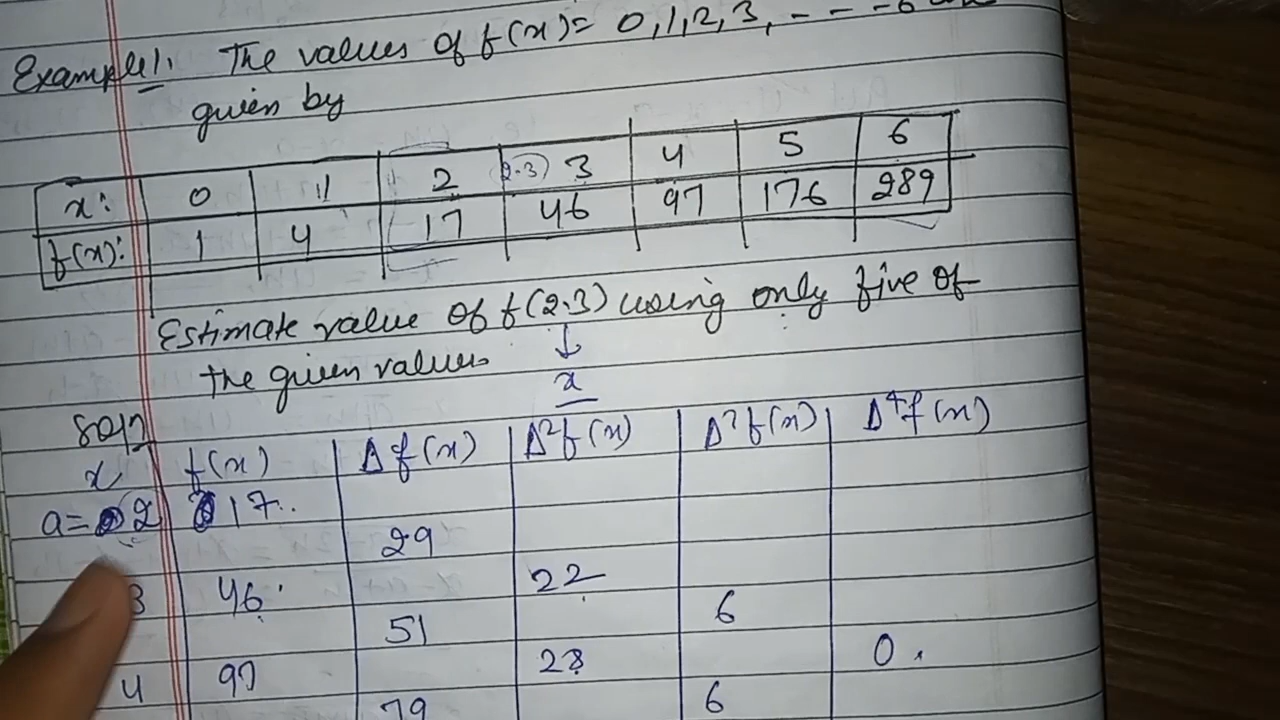 Example 1: The values of f(x) = 0,1,2,3, - - - 6
given by
x: 0 1 2 (2.3) 3 4 5 6
f(x): 1 4 17 46 97 176 289
Estimate value of f(2.3) using only five of
the given values.
↓
x
Soln
x f(x) Δf(x) Δ²f(x) Δ³f(x) Δ⁴f(x)
a= 2 17
29
3 46 22
51 6
4 97 28 0
79 6